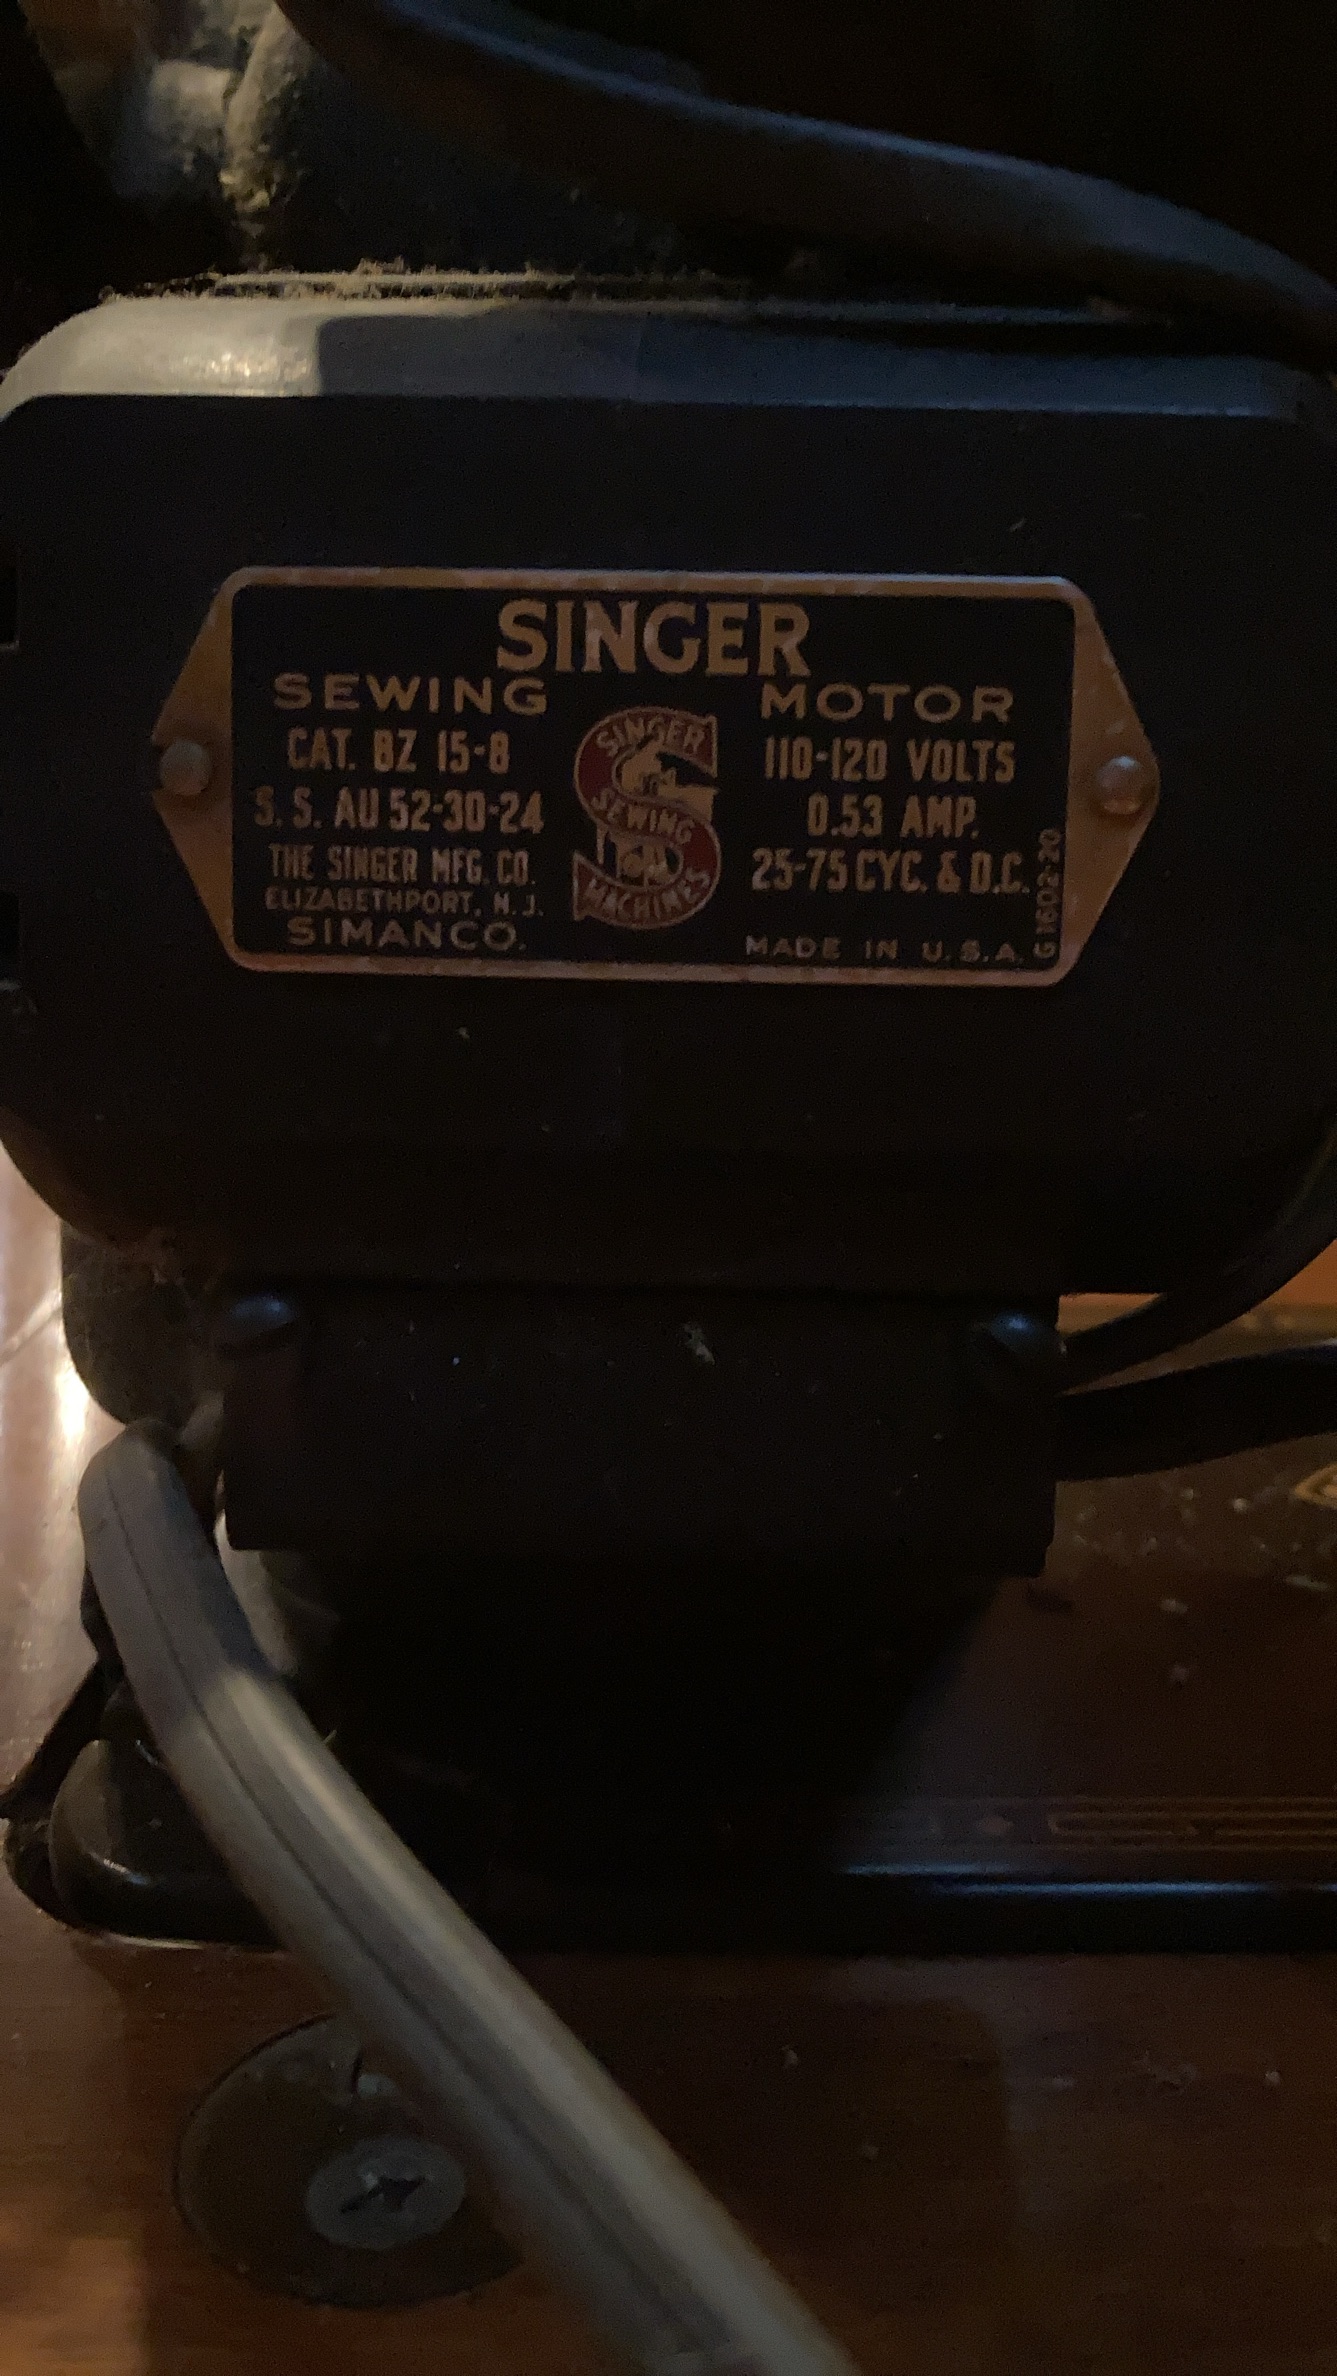 SINGER
SEWING MOTOR
CAT. BZ 15-8
S. S. AU 52-30-24
THE SINGER MFG. CO.
ELIZABETHPORT, N. J.
SIMANCO.
SINGER
SEWING
MACHINES
110-120 VOLTS
0.53 AMP.
25-75 CYC. & D.C.
MADE IN U.S.A.
G1602-20